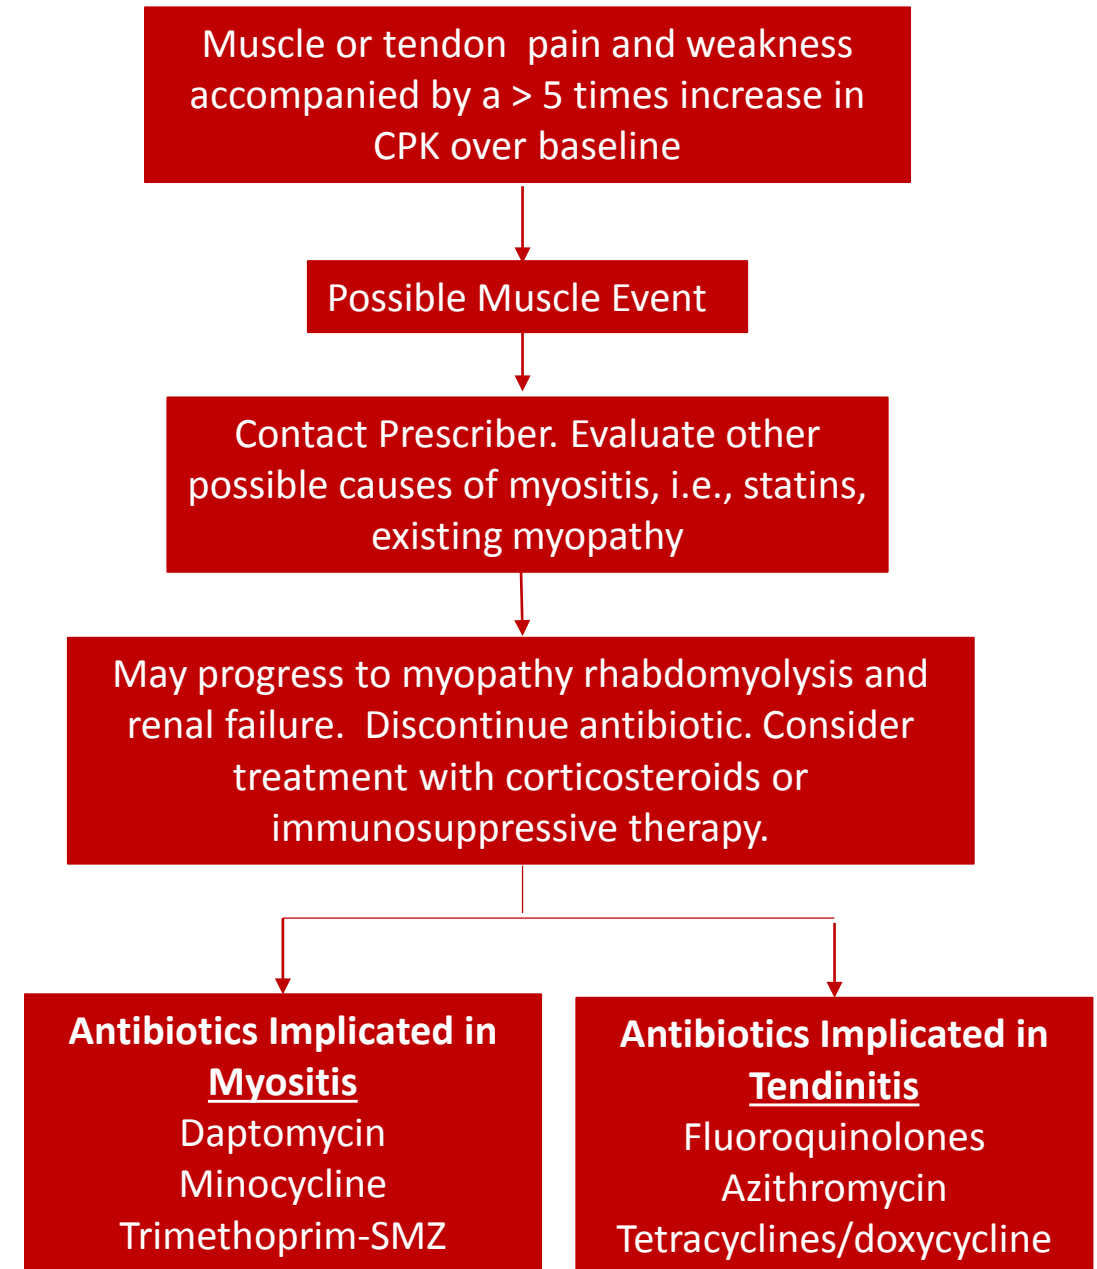 Muscle or tendon pain and weakness
accompanied by a > 5 times increase in
CPK over baseline
Possible Muscle Event
Contact Prescriber. Evaluate other
possible causes of myositis, i.e., statins,
existing myopathy
May progress to myopathy rhabdomyolysis and
renal failure. Discontinue antibiotic. Consider
treatment with corticosteroids or
immunosuppressive therapy.
Antibiotics Implicated in
Myositis
Daptomycin
Minocycline
Trimethoprim-SMZ
Antibiotics Implicated in
Tendinitis
Fluoroquinolones
Azithromycin
Tetracyclines/doxycycline